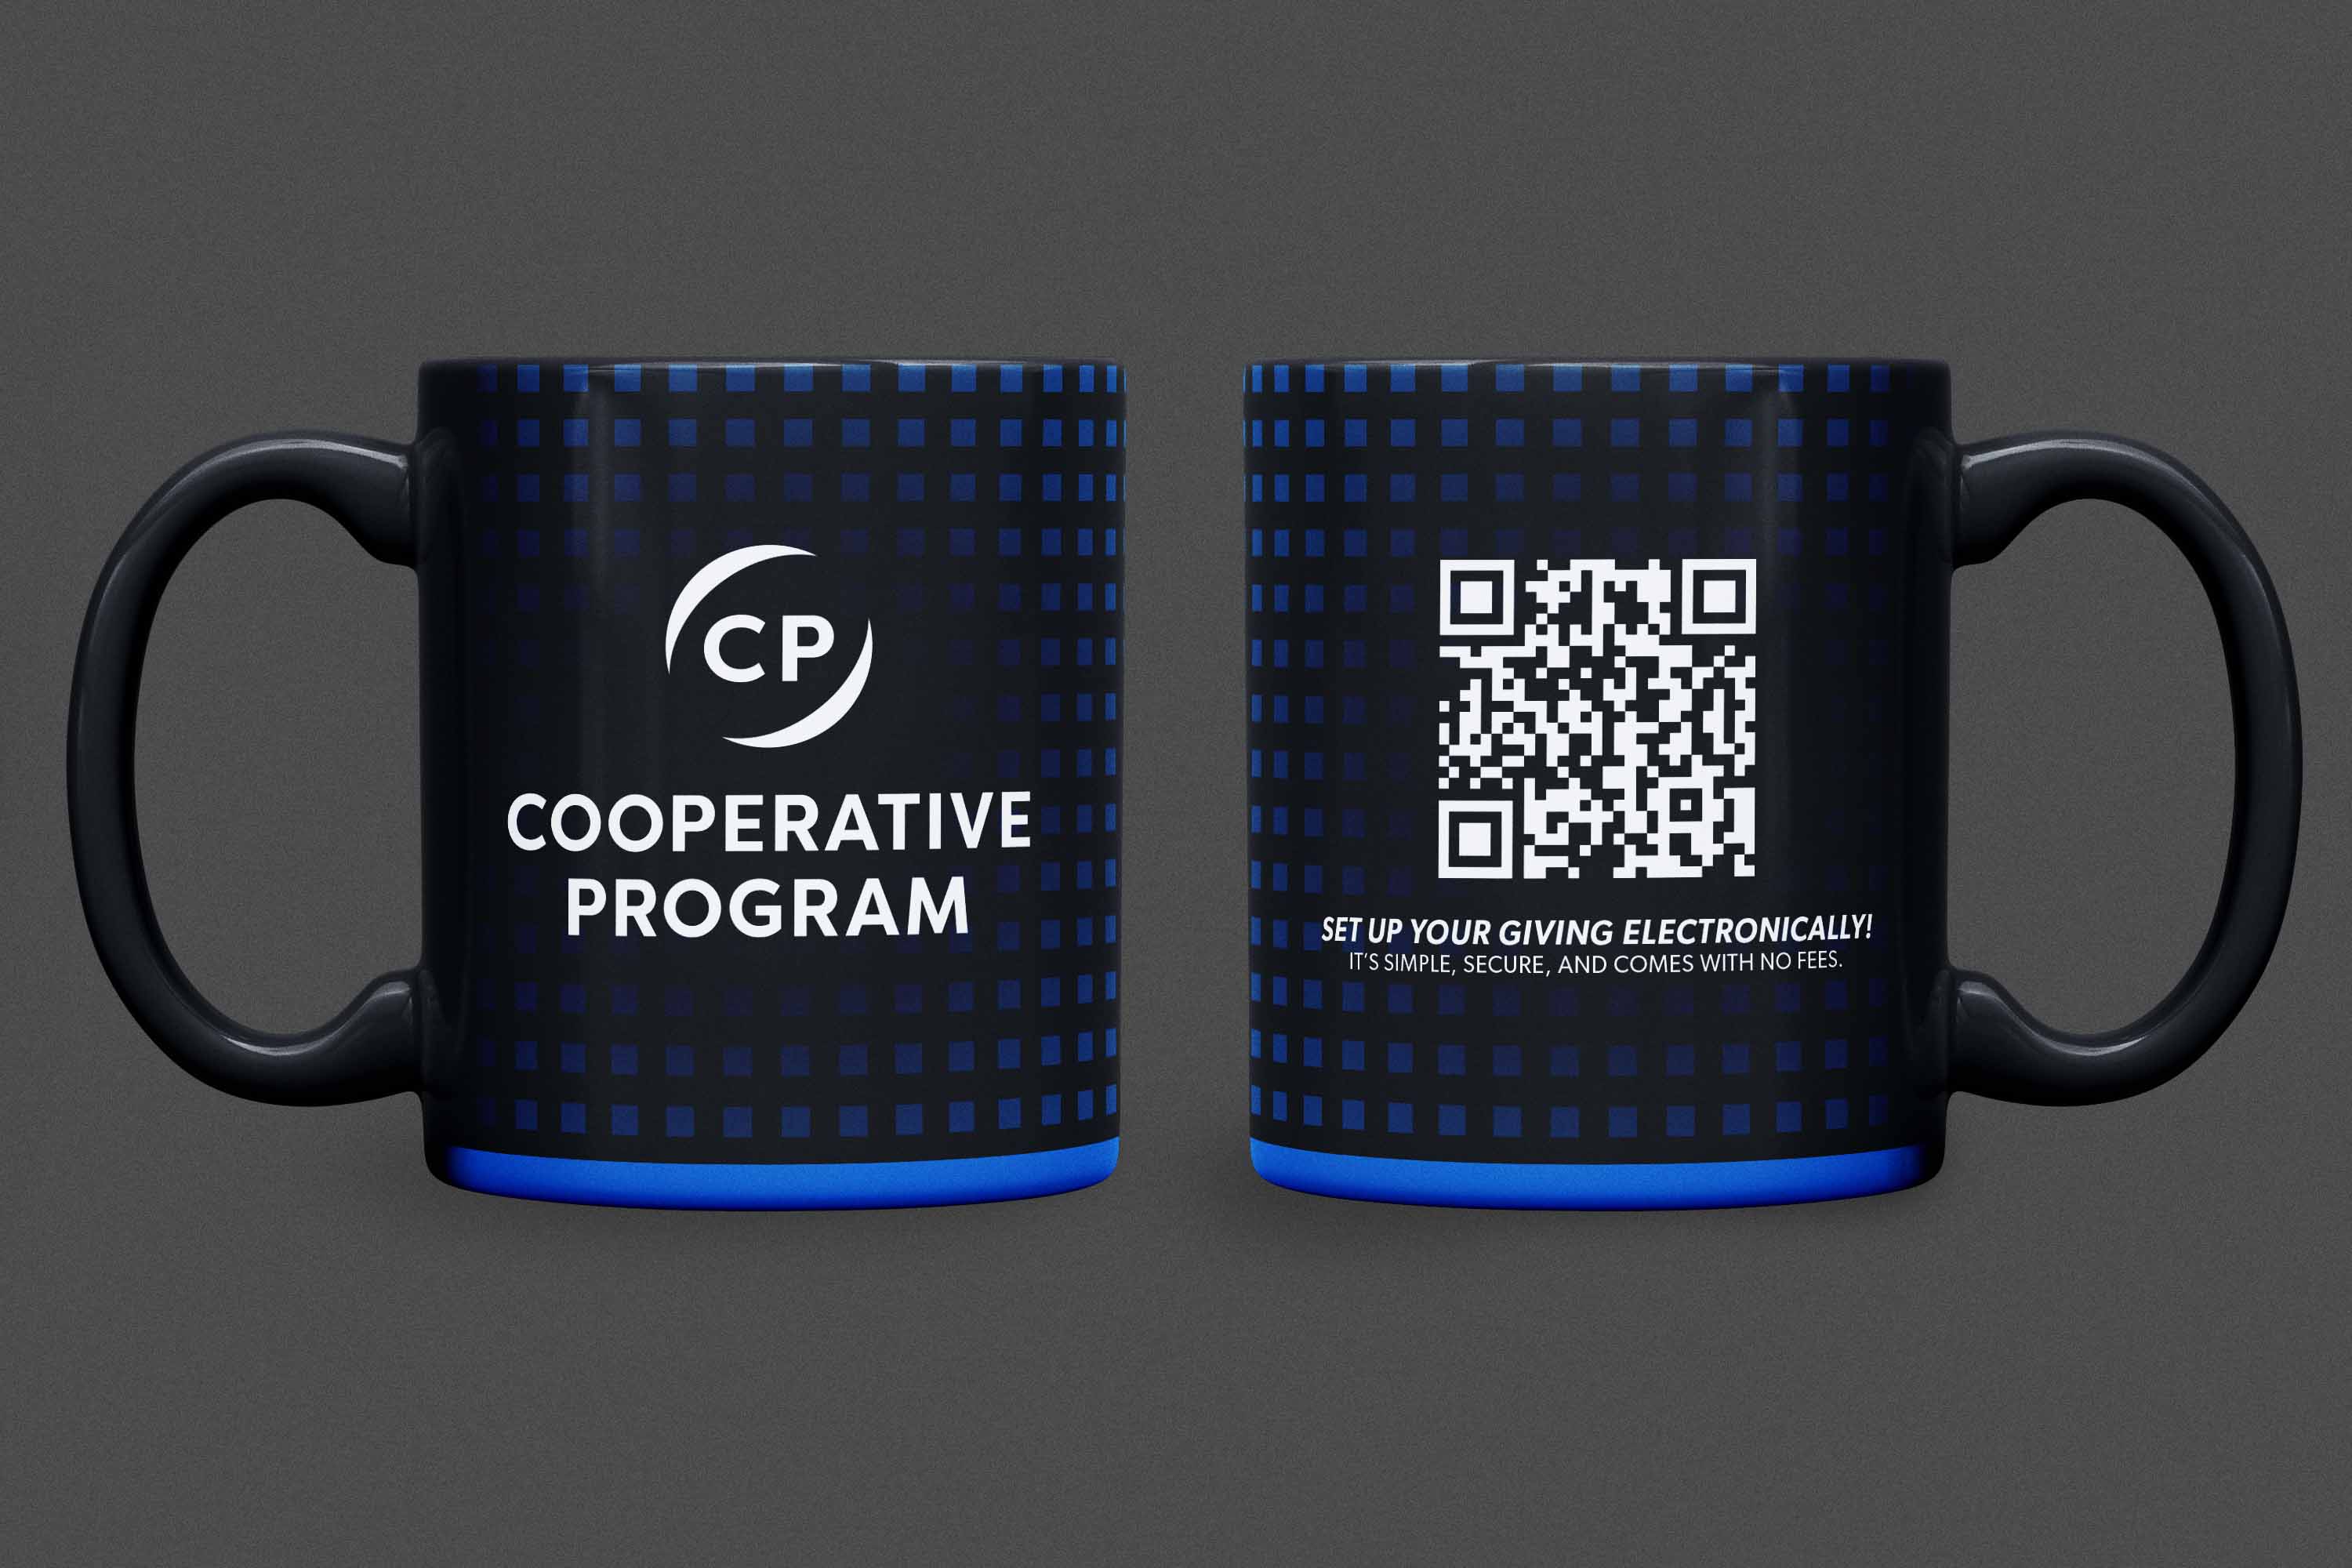 CP
COOPERATIVE
PROGRAM
SET UP YOUR GIVING ELECTRONICALLY!
IT'S SIMPLE, SECURE, AND COMES WITH NO FEES.